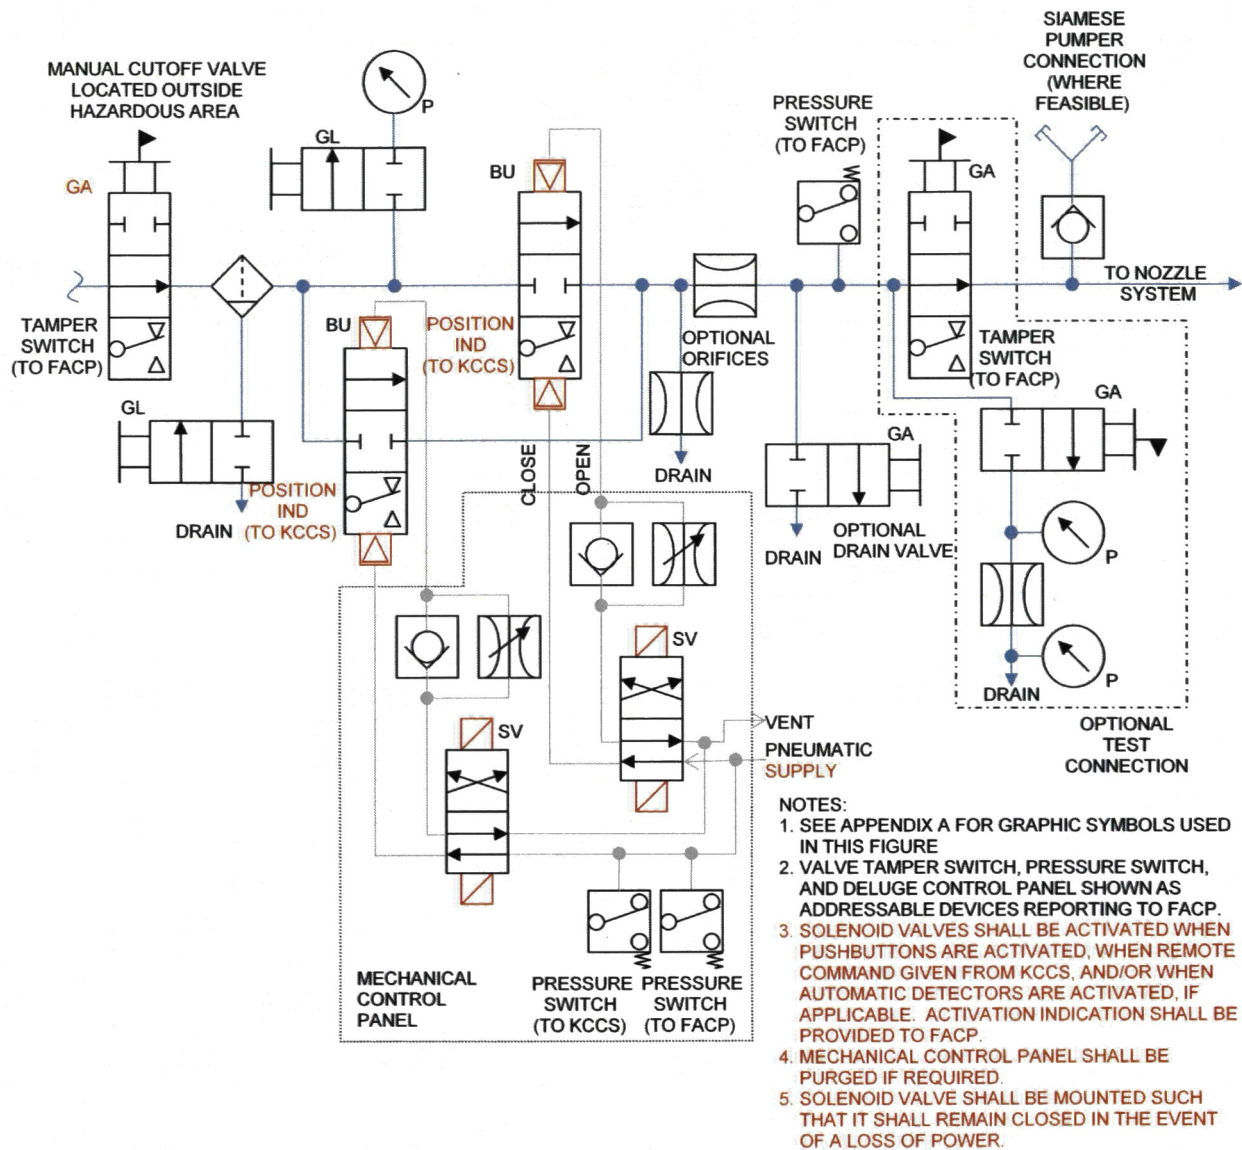 SIAMESE
PUMPER
CONNECTION
(WHERE
FEASIBLE)
MANUAL CUTOFF VALVE
LOCATED OUTSIDE
HAZARDOUS AREA
P
PRESSURE
SWITCH
(TO FACP)
GL
BU
GA
GA
TO NOZZLE
SYSTEM
TAMPER
SWITCH
(TO FACP)
BU
POSITION
IND
(TO KCCS)
OPTIONAL
ORIFICES
TAMPER
SWITCH
(TO FACP)
GL
GA
GA
DRAIN
CLOSE
OPEN
POSITION
IND
(TO KCCS)
DRAIN
OPTIONAL
DRAIN VALVE
DRAIN
P
SV
P
DRAIN
SV
VENT
PNEUMATIC
SUPPLY
OPTIONAL
TEST
CONNECTION
MECHANICAL
CONTROL
PANEL
PRESSURE
SWITCH
(TO KCCS)
PRESSURE
SWITCH
(TO FACP)
NOTES:
1. SEE APPENDIX A FOR GRAPHIC SYMBOLS USED
IN THIS FIGURE
2. VALVE TAMPER SWITCH, PRESSURE SWITCH,
AND DELUGE CONTROL PANEL SHOWN AS
ADDRESSABLE DEVICES REPORTING TO FACP.
3. SOLENOID VALVES SHALL BE ACTIVATED WHEN
PUSHBUTTONS ARE ACTIVATED, WHEN REMOTE
COMMAND GIVEN FROM KCCS, AND/OR WHEN
AUTOMATIC DETECTORS ARE ACTIVATED, IF
APPLICABLE. ACTIVATION INDICATION SHALL BE
PROVIDED TO FACP.
4. MECHANICAL CONTROL PANEL SHALL BE
PURGED IF REQUIRED.
5. SOLENOID VALVE SHALL BE MOUNTED SUCH
THAT IT SHALL REMAIN CLOSED IN THE EVENT
OF A LOSS OF POWER.